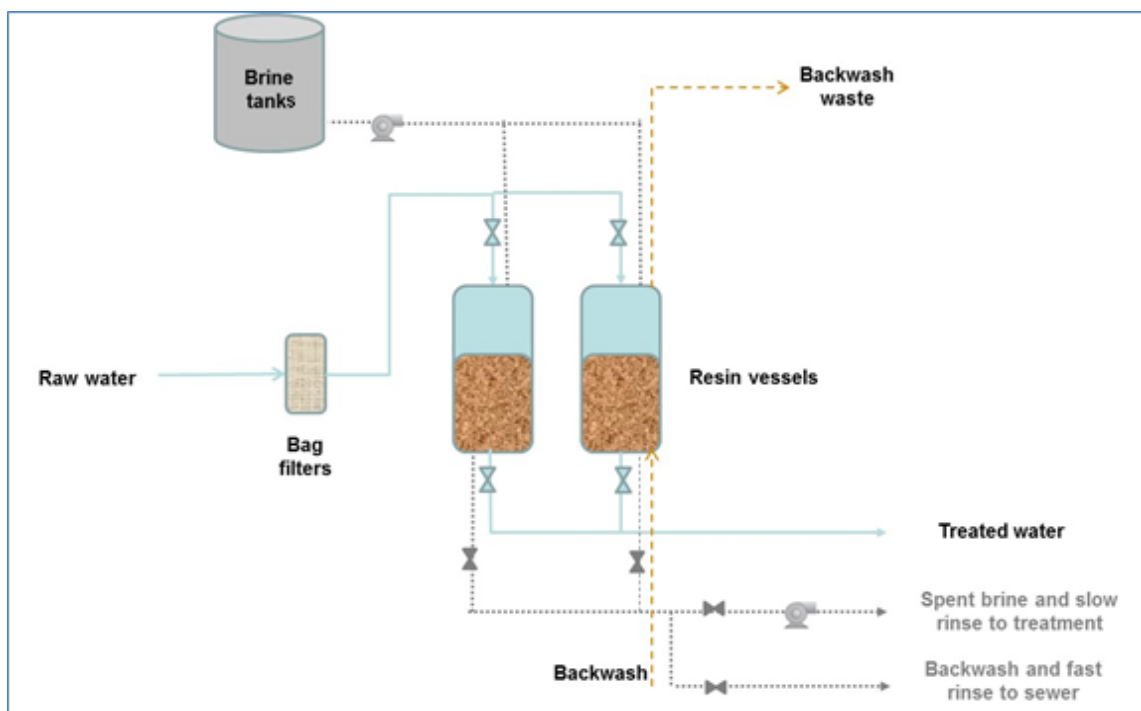 Brine
tanks
Backwash
waste
Raw water
Resin vessels
Bag
filters
Treated water
Spent brine and slow
rinse to treatment
Backwash
Backwash and fast
rinse to sewer